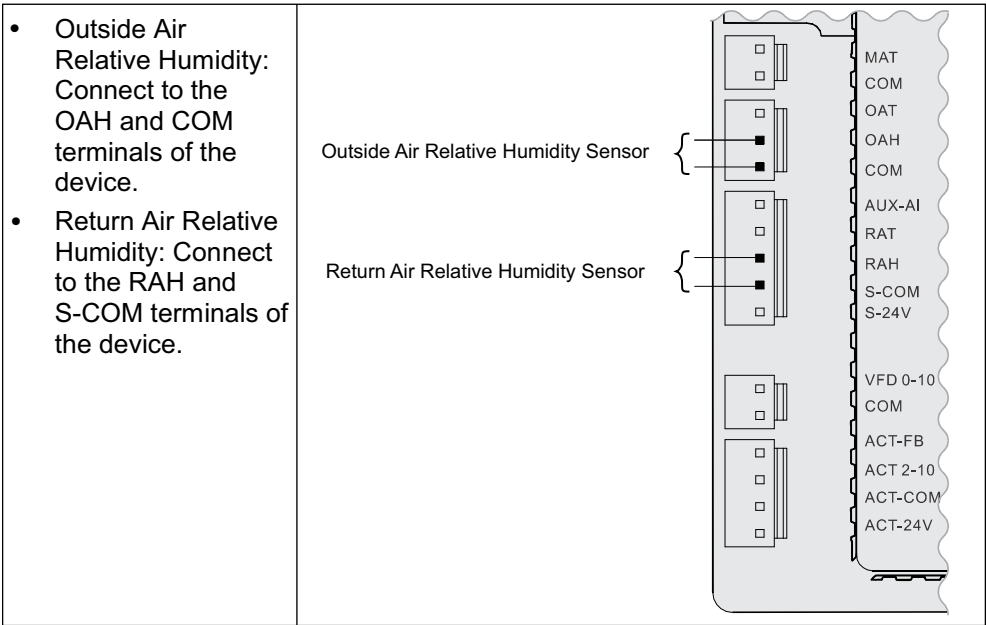 • Outside Air
Relative Humidity:
Connect to the
OAH and COM
terminals of the
device.
• Return Air Relative
Humidity: Connect
to the RAH and
S-COM terminals of
the device.
Outside Air Relative Humidity Sensor
Return Air Relative Humidity Sensor
MAT
COM
OAT
OAH
COM
AUX-AI
RAT
RAH
S-COM
S-24V
VFD 0-10
COM
ACT-FB
ACT 2-10
ACT-COM
ACT-24V